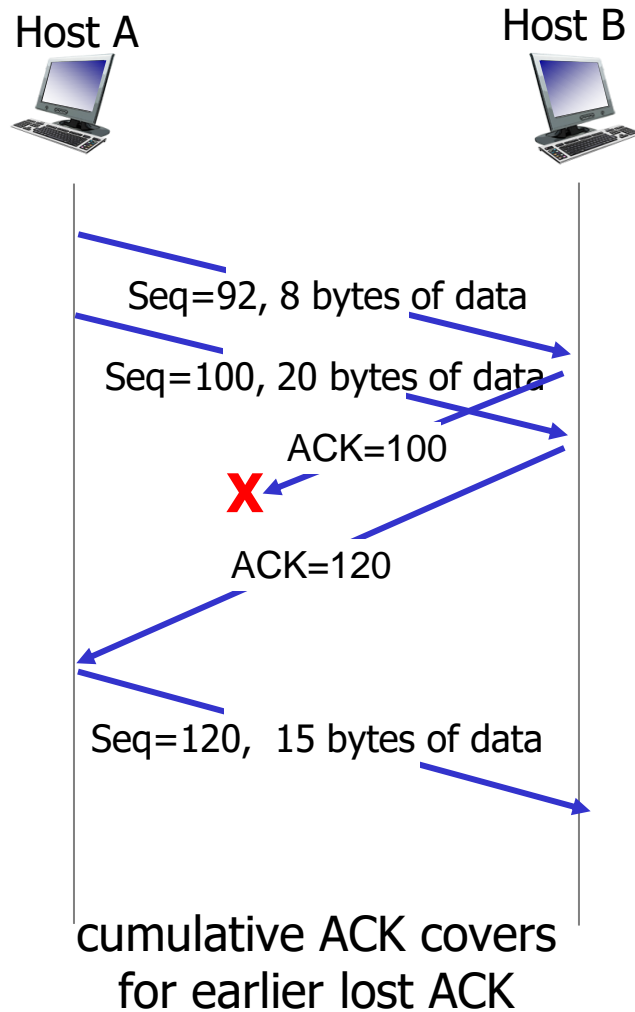 Host A
Host B
Seq=92, 8 bytes of data
Seq=100, 20 bytes of data
ACK=100
X
ACK=120
Seq=120,  15 bytes of data
cumulative ACK covers
for earlier lost ACK